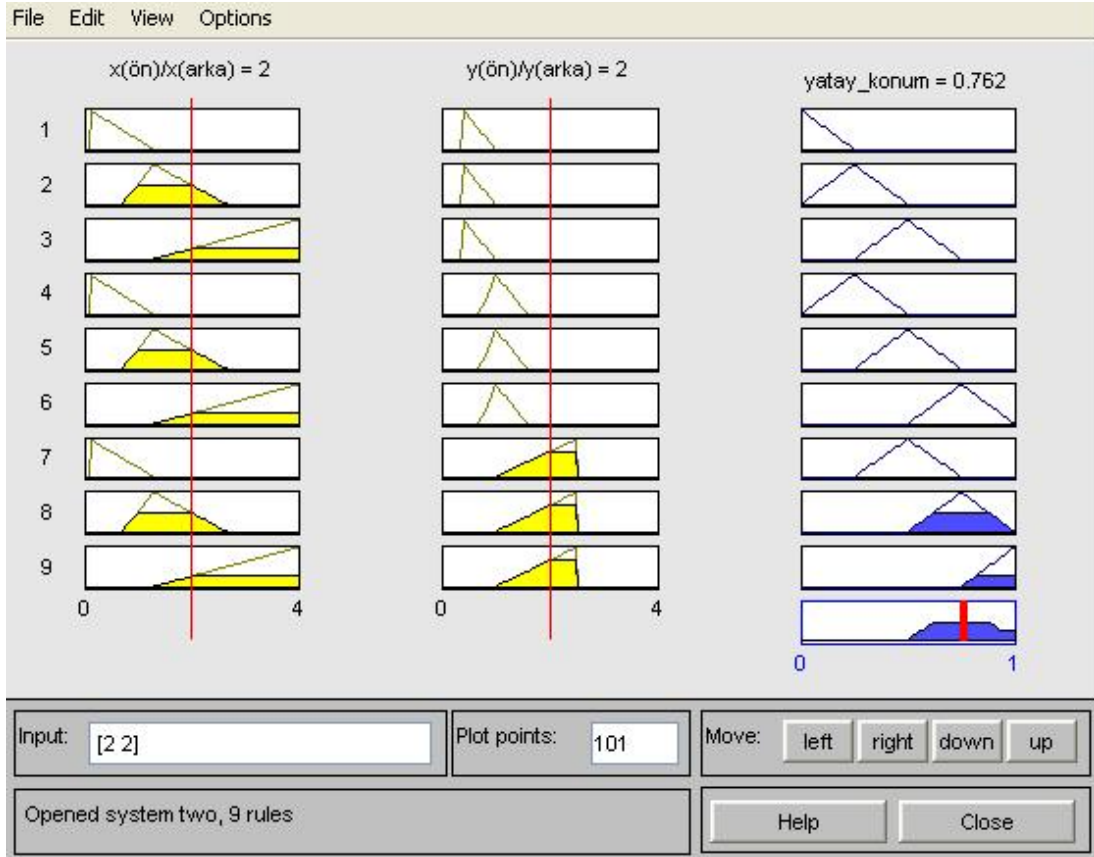 File Edit View Options
x(ön)/x(arka) = 2
y(ön)/y(arka) = 2
yatay_konum = 0.762
1
2
3
4
5
6
7
8
9
0 4
0 4
0 1
Input: [2 2]
Plot points: 101
Move: left right down up
Opened system two, 9 rules
Help Close